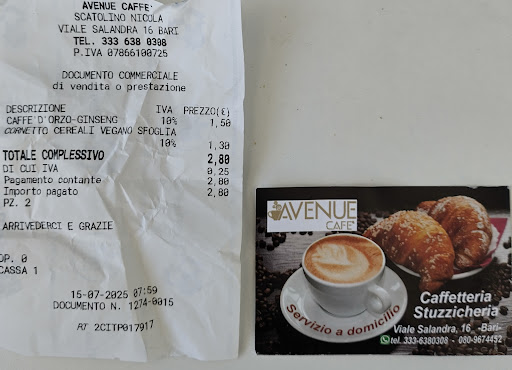 AVENUE CAFFE'
SCATOLINO NICOLA
VIALE SALANDRA 16 BARI
TEL. 333 638 0308
P.IVA 07866100725
DOCUMENTO COMMERCIALE
di vendita o prestazione
DESCRIZIONE IVA PREZZO(€)
CAFFE'D'ORZO-GINSENG 10% 1,50
CORNETTO CEREALI VEGANO SFOGLIA
10% 1,30
TOTALE COMPLESSIVO 2,80
DI CUI IVA 0,25
Pagamento contante 2,80
Importo pagato 2,80
PZ. 2
ARRIVEDERCI E GRAZIE
OP. 0
CASSA 1
15-07-2025 07:59
DOCUMENTO N. 1274-0015
RT 2CITP017917
AVENUE
CAFE'
Servizio a domicilio
Caffetteria
Stuzzicheria
Viale Salandra, 16 -Bari-
tel. 333-6380308 - 080-9674452